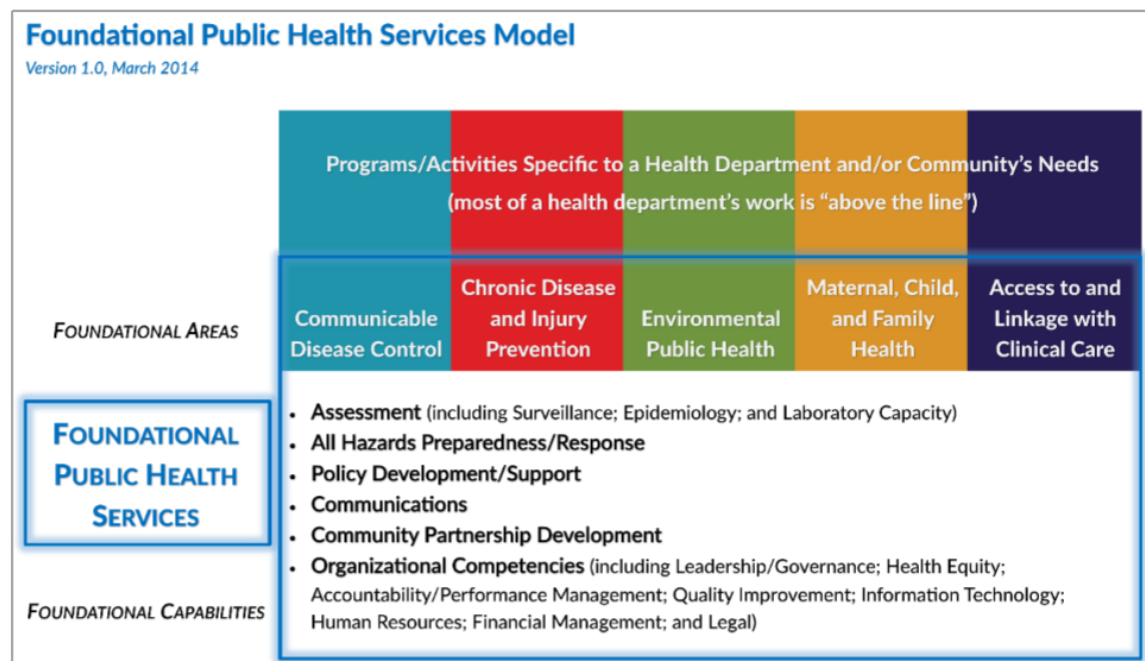 Foundational Public Health Services Model
Version 1.0, March 2014
Programs/Activities Specific to a Health Department and/or Community's Needs
(most of a health department's work is "above the line")
FOUNDATIONAL AREAS
Communicable
Disease Control
Chronic Disease
and Injury
Prevention
Environmental
Public Health
Maternal, Child,
and Family
Health
Access to and
Linkage with
Clinical Care
FOUNDATIONAL
PUBLIC HEALTH
SERVICES
• Assessment (including Surveillance; Epidemiology; and Laboratory Capacity)
• All Hazards Preparedness/Response
• Policy Development/Support
• Communications
• Community Partnership Development
• Organizational Competencies (including Leadership/Governance; Health Equity;
Accountability/Performance Management; Quality Improvement; Information Technology;
Human Resources; Financial Management; and Legal)
FOUNDATIONAL CAPABILITIES